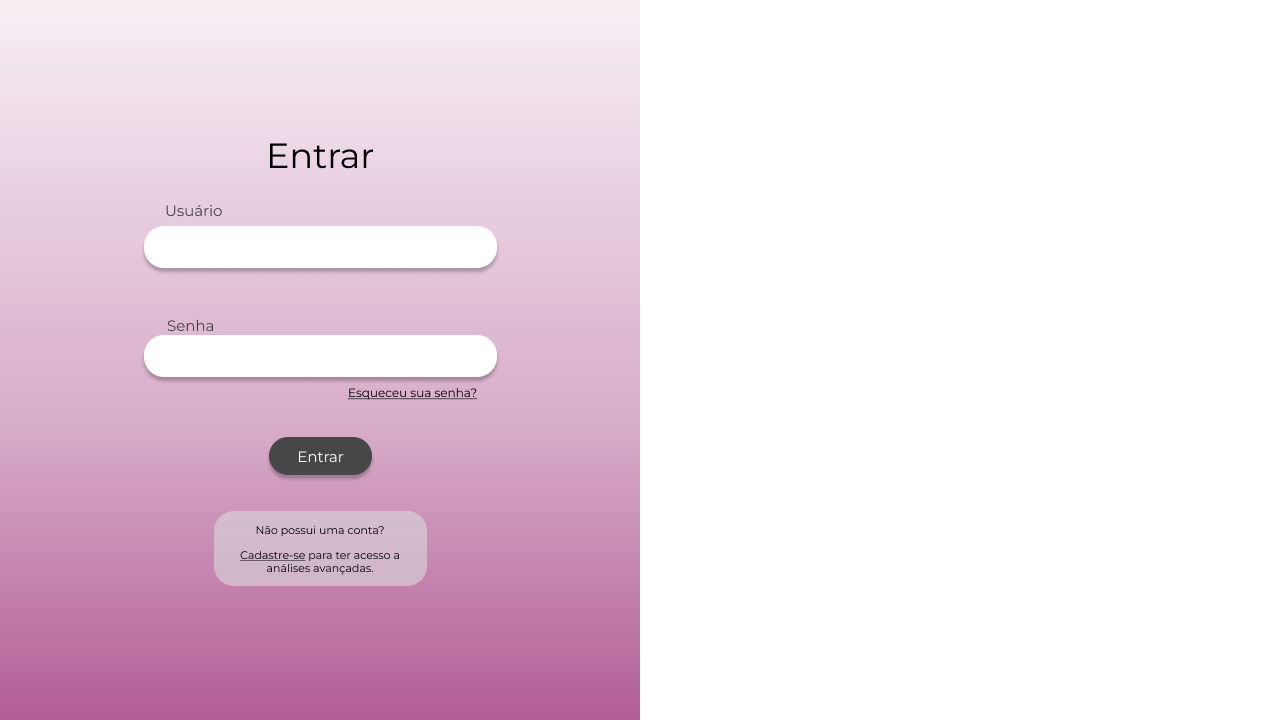 Entrar
Usuário
Senha
Esqueceu sua senha?
Entrar
Não possui uma conta?
Cadastre-se para ter acesso a
análises avançadas.